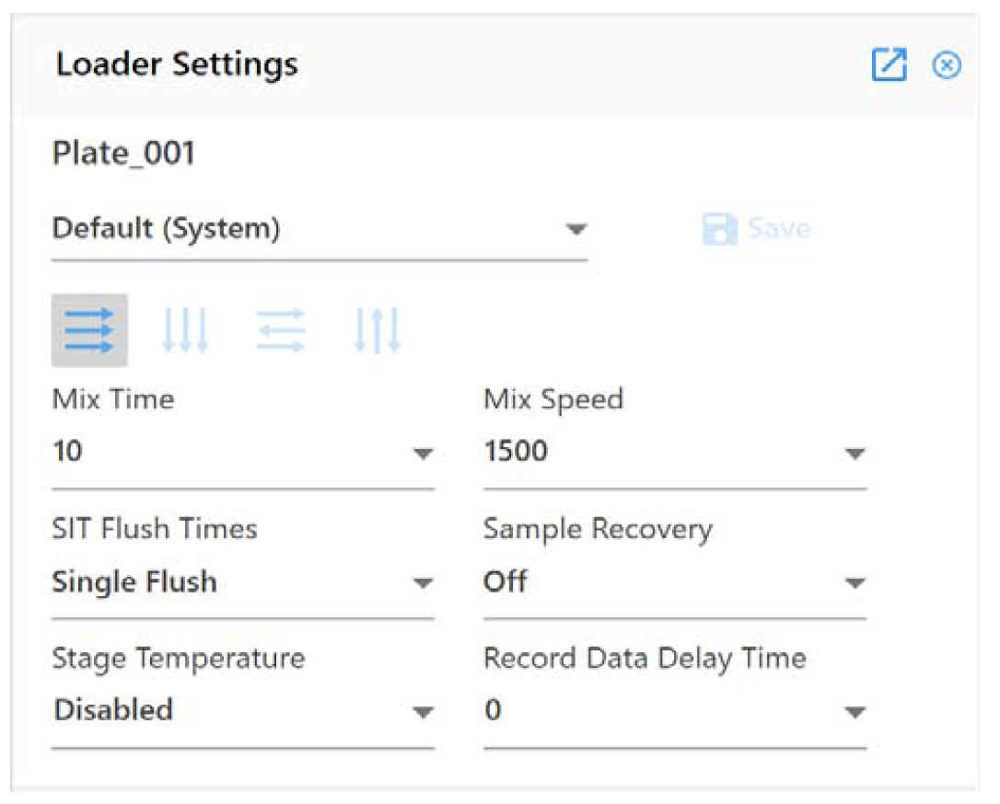 Loader Settings
Plate_001
Default (System)
Save
Mix Time
Mix Speed
10
1500
SIT Flush Times
Sample Recovery
Single Flush
Off
Stage Temperature
Record Data Delay Time
Disabled
0